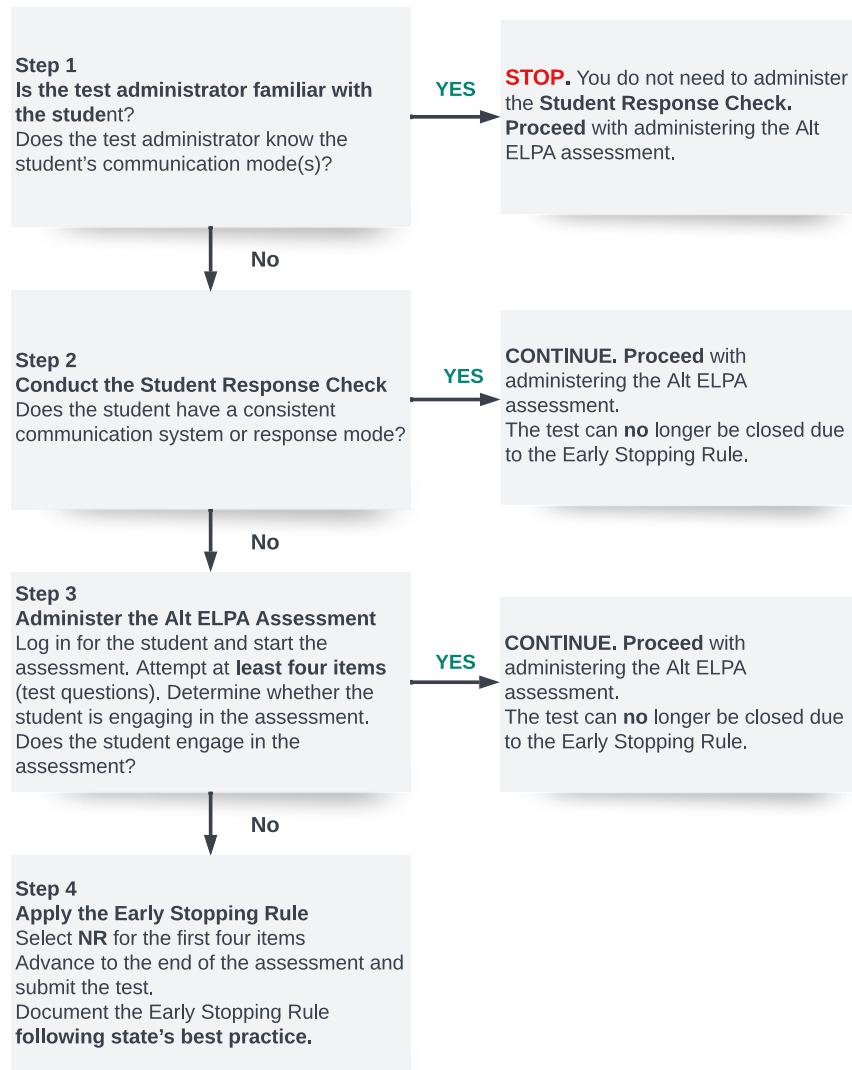 Step 1
Is the test administrator familiar with
the student?
Does the test administrator know the
student’s communication mode(s)?
YES
STOP. You do not need to administer
the Student Response Check.
Proceed with administering the Alt
ELPA assessment.
No
Step 2
Conduct the Student Response Check
Does the student have a consistent
communication system or response mode?
YES
CONTINUE. Proceed with
administering the Alt ELPA
assessment.
The test can no longer be closed due
to the Early Stopping Rule.
No
Step 3
Administer the Alt ELPA Assessment
Log in for the student and start the
assessment. Attempt at least four items
(test questions). Determine whether the
student is engaging in the assessment.
Does the student engage in the
assessment?
YES
CONTINUE. Proceed with
administering the Alt ELPA
assessment.
The test can no longer be closed due
to the Early Stopping Rule.
No
Step 4
Apply the Early Stopping Rule
Select NR for the first four items
Advance to the end of the assessment and
submit the test.
Document the Early Stopping Rule
following state’s best practice.